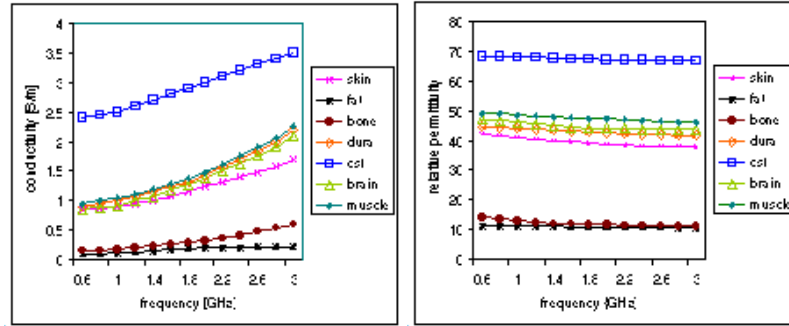 4
3.5
3
2.5
2
1.5
1
0.5
0
0.6 1 1.4 1.8 2.2 2.6 3
conductivity [S/m]
frequency [GHz]
skin
fat
bone
dura
csf
brain
muscle
80
70
60
50
40
30
20
10
0
0.6 1 1.4 1.8 2.2 2.6 3
relative permittivity
frequency [GHz]
skin
fat
bone
dura
csf
brain
muscle